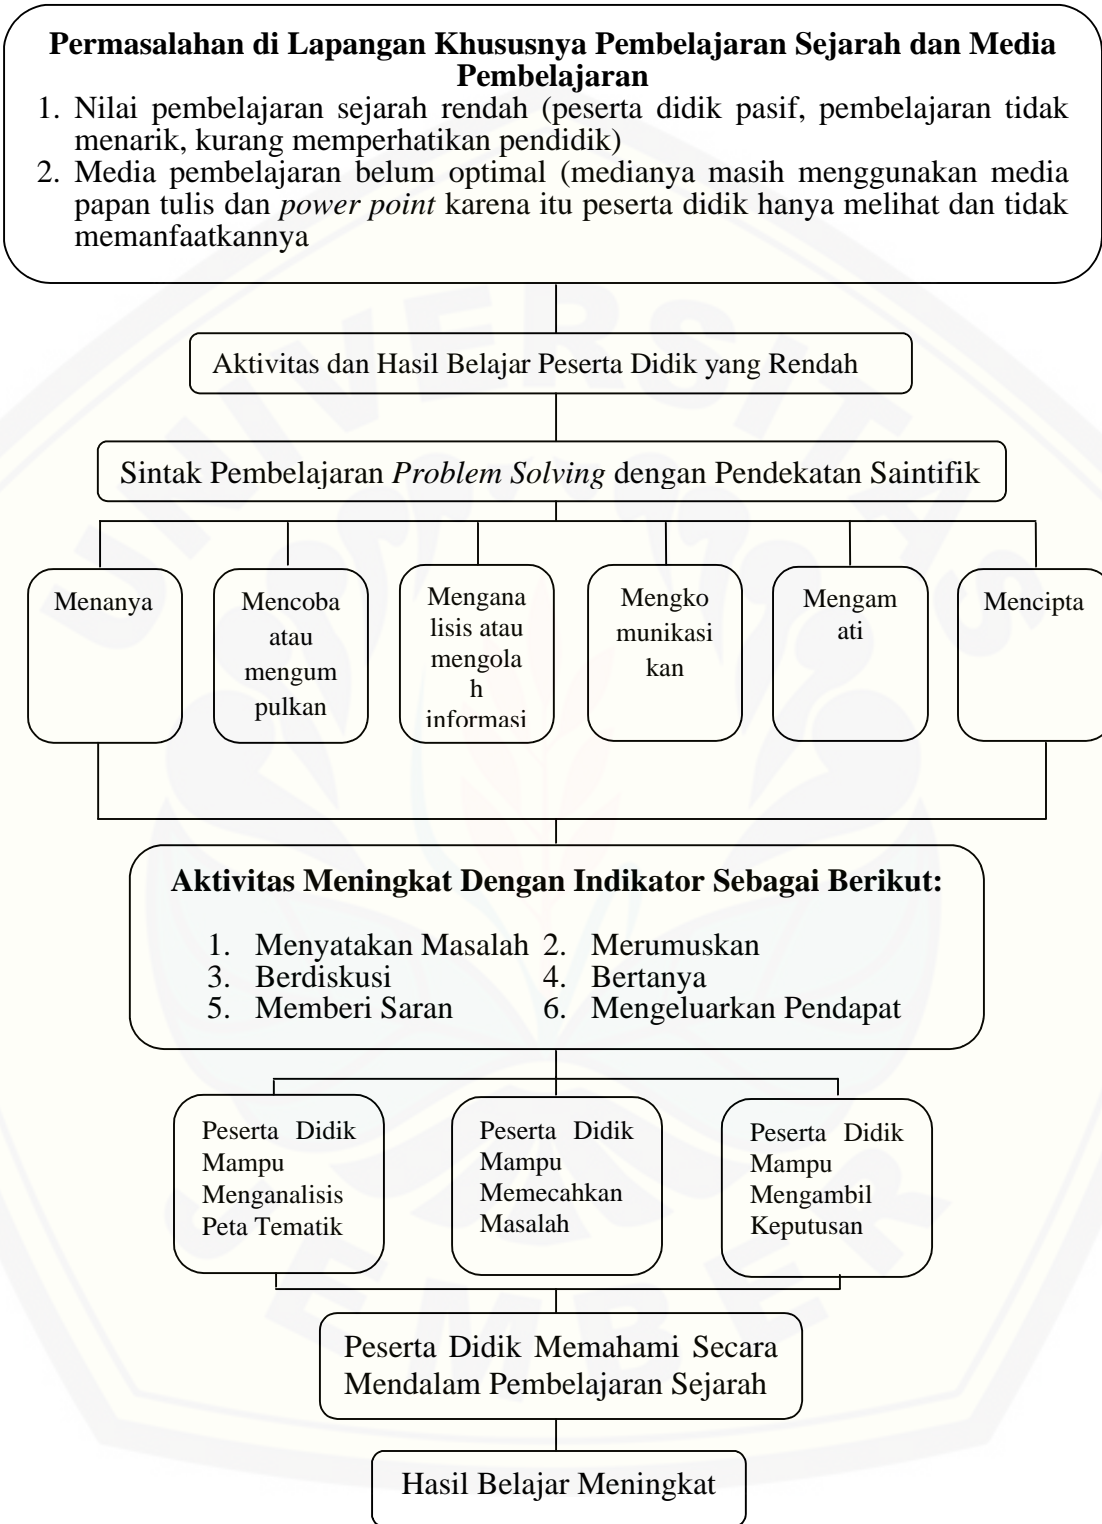 Permasalahan di Lapangan Khususnya Pembelajaran Sejarah dan Media
Pembelajaran
1. Nilai pembelajaran sejarah rendah (peserta didik pasif, pembelajaran tidak
menarik, kurang memperhatikan pendidik)
2. Media pembelajaran belum optimal (medianya masih menggunakan media
papan tulis dan power point karena itu peserta didik hanya melihat dan tidak
memanfaatkannya
Aktivitas dan Hasil Belajar Peserta Didik yang Rendah
Sintak Pembelajaran Problem Solving dengan Pendekatan Saintifik
Menanya
Mencoba
atau
mengum
pulkan
Mengana
lisis atau
mengola
h
informasi
Mengko
munikasi
kan
Mengam
ati
Mencipta
Aktivitas Meningkat Dengan Indikator Sebagai Berikut:
1. Menyatakan Masalah 2. Merumuskan
3. Berdiskusi 4. Bertanya
5. Memberi Saran 6. Mengeluarkan Pendapat
Peserta Didik
Mampu
Menganalisis
Peta Tematik
Peserta Didik
Mampu
Memecahkan
Masalah
Peserta Didik
Mampu
Mengambil
Keputusan
Peserta Didik Memahami Secara
Mendalam Pembelajaran Sejarah
Hasil Belajar Meningkat
UNIVERSITAS
JEMBER